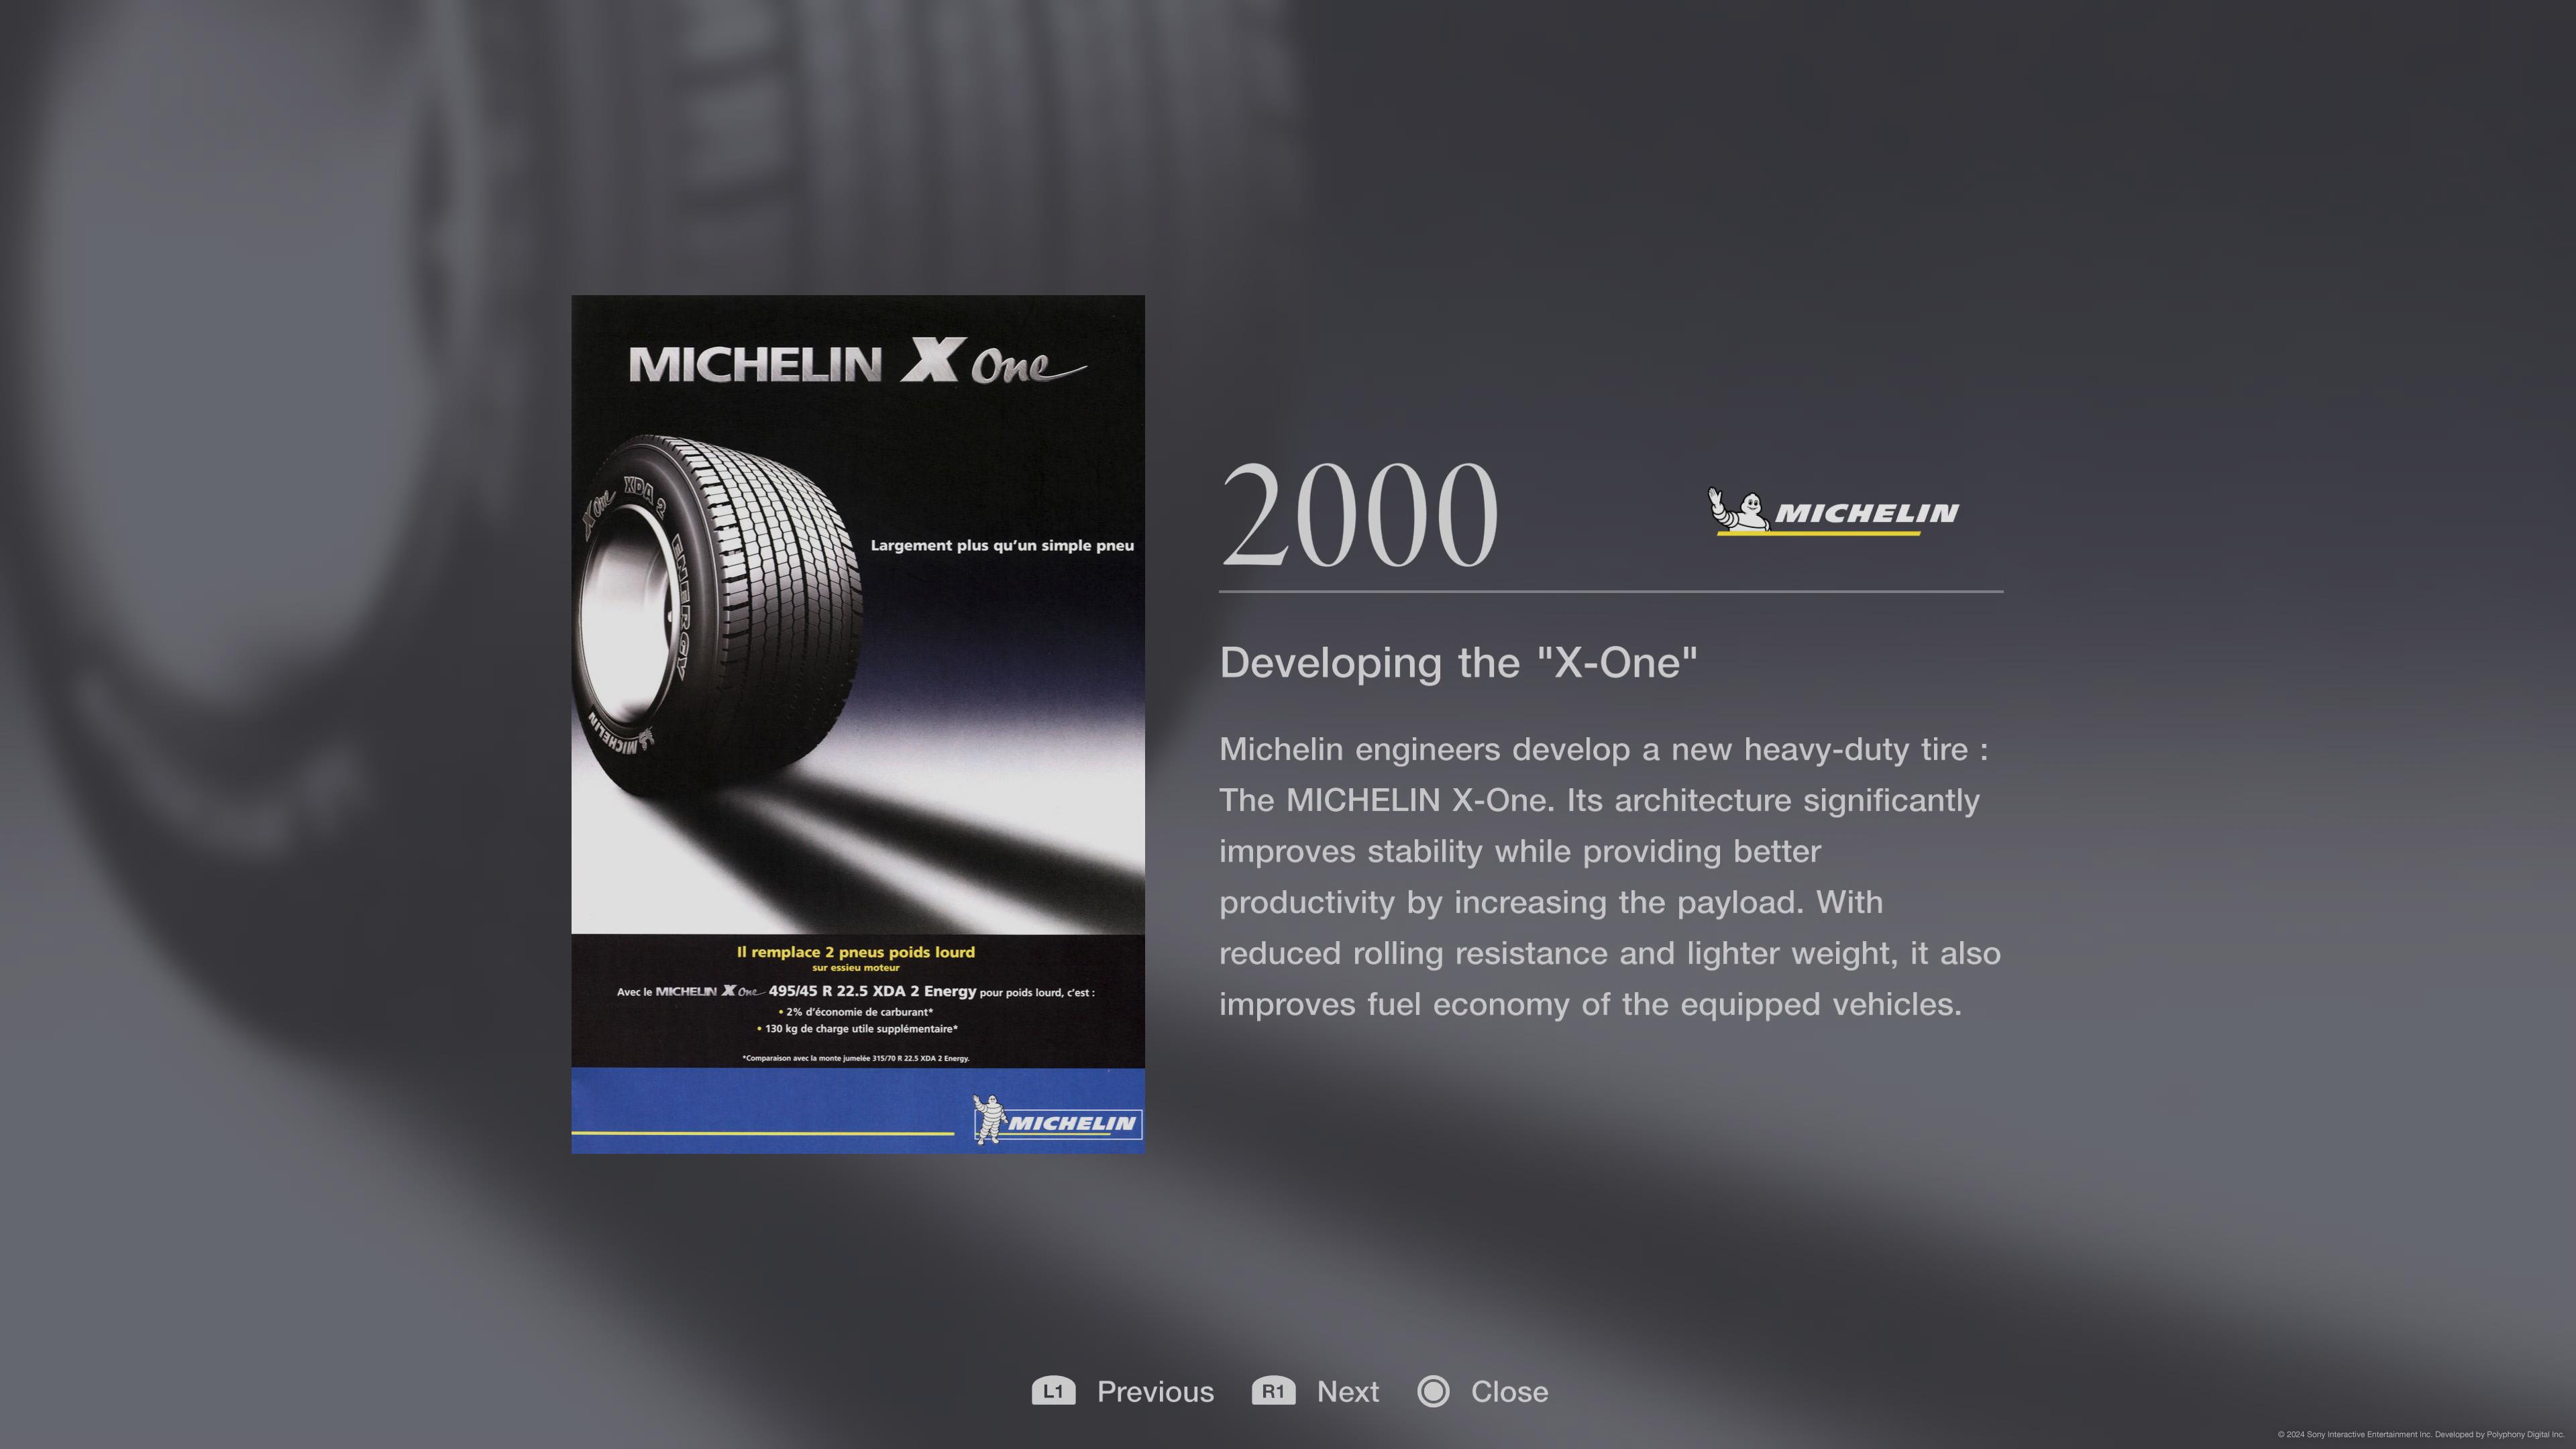 MICHELIN X One
X One XDA 2
ENERGY
MICHELIN
Largement plus qu'un simple pneu
Il remplace 2 pneus poids lourd
sur essieu moteur
Avec le MICHELIN X One 495/45 R 22.5 XDA 2 Energy pour poids lourd, c'est :
• 2% d'économie de carburant*
• 130 kg de charge utile supplémentaire*
*Comparaison avec la monte jumelée 315/70 R 22.5 XDA 2 Energy.
MICHELIN
2000
MICHELIN
Developing the "X-One"
Michelin engineers develop a new heavy-duty tire :
The MICHELIN X-One. Its architecture significantly
improves stability while providing better
productivity by increasing the payload. With
reduced rolling resistance and lighter weight, it also
improves fuel economy of the equipped vehicles.
L1 Previous R1 Next Close
© 2024 Sony Interactive Entertainment Inc. Developed by Polyphony Digital Inc.